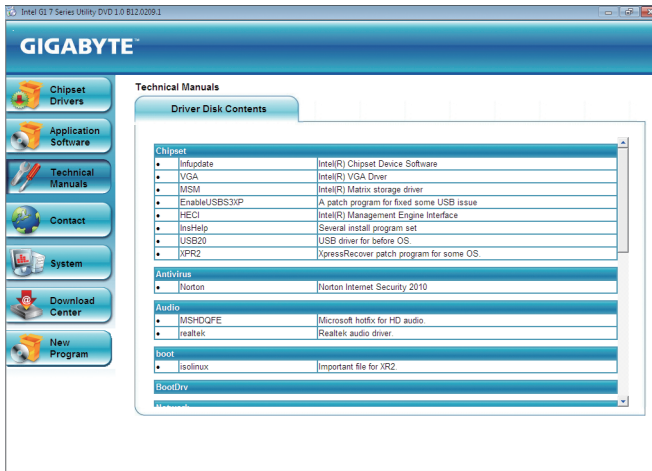 Intel G1 7 Series Utility DVD 1.0 B12.0209.1
GIGABYTE™
Chipset
Drivers
Application
Software
Technical
Manuals
Contact
System
Download
Center
New
Program
Technical Manuals
Driver Disk Contents
Chipset
• Infupdate Intel(R) Chipset Device Software
• VGA Intel(R) VGA Driver
• MSM Intel(R) Matrix storage driver
• EnableUSBS3XP A patch program for fixed some USB issue
• HECI Intel(R) Management Engine Interface
• InsHelp Several install program set
• USB20 USB driver for before OS.
• XPR2 XpressRecover patch program for some OS.
Antivirus
• Norton Norton Internet Security 2010
Audio
• MSHDQFE Microsoft hotfix for HD audio.
• realtek Realtek audio driver.
boot
• isolinux Important file for XR2.
BootDrv
Network